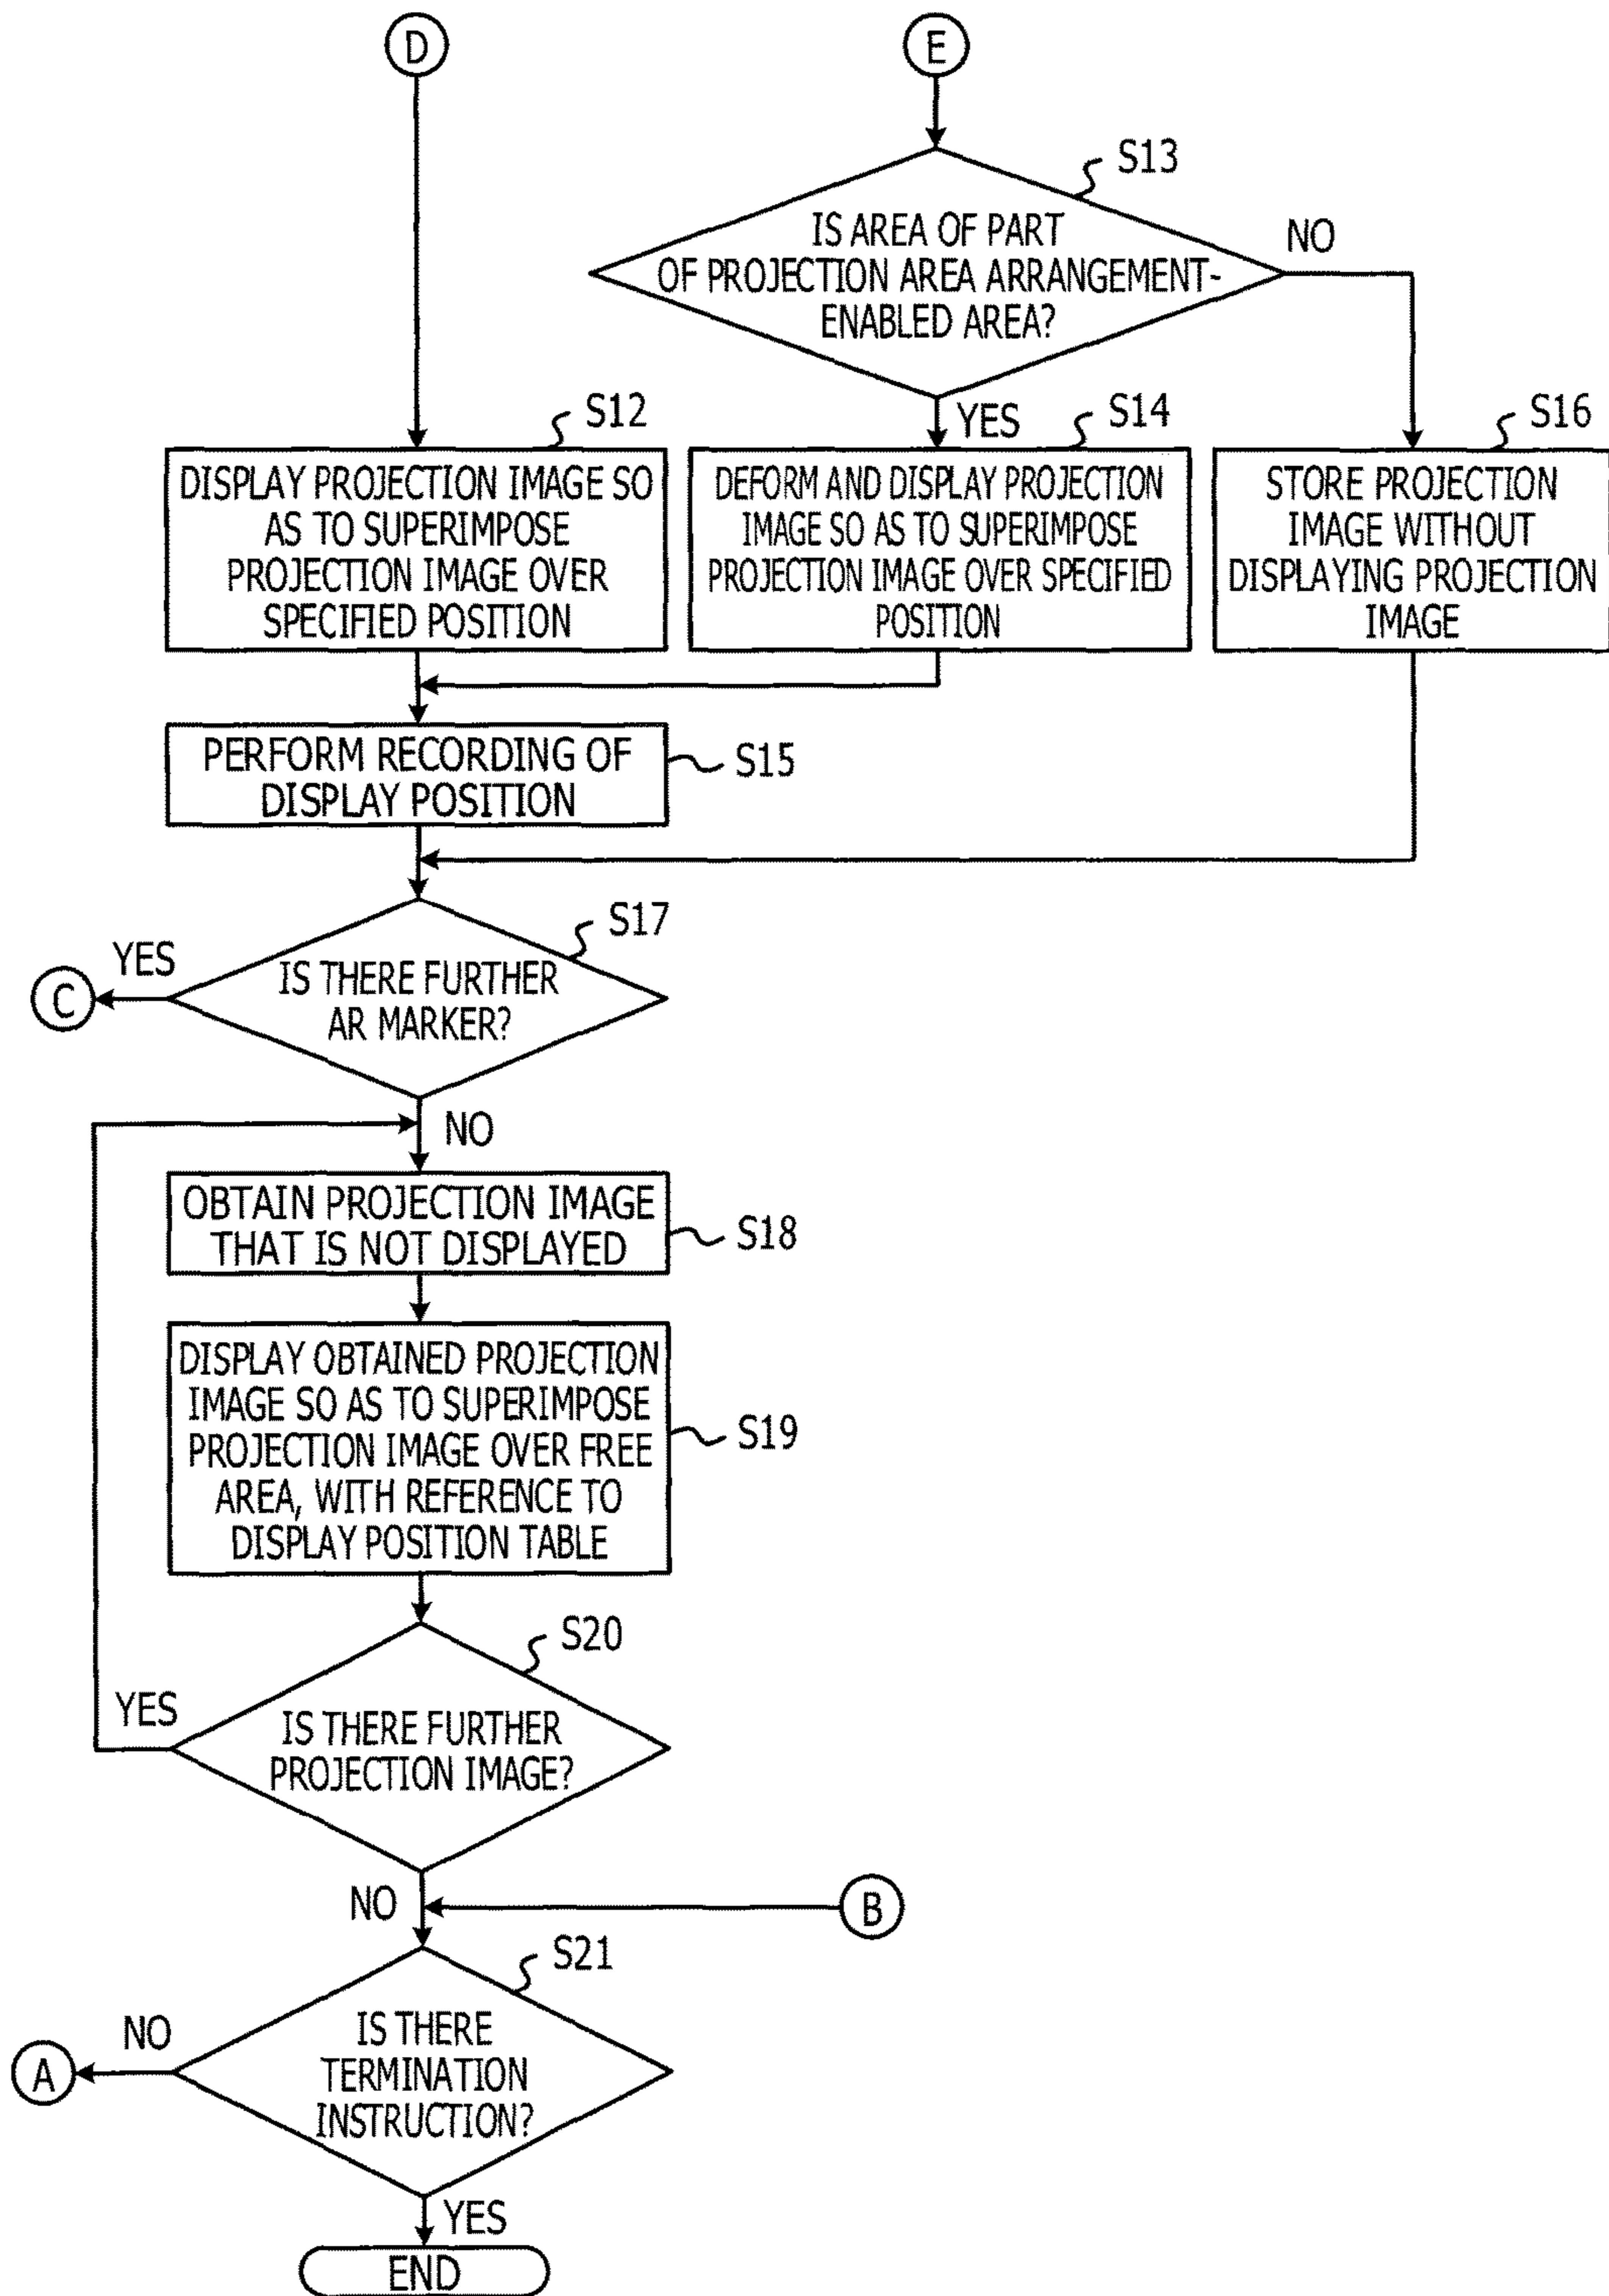 D
E
S13
IS AREA OF PART
OF PROJECTION AREA ARRANGEMENT-
ENABLED AREA?
NO
YES
S12
DISPLAY PROJECTION IMAGE SO
AS TO SUPERIMPOSE
PROJECTION IMAGE OVER
SPECIFIED POSITION
S14
DEFORM AND DISPLAY PROJECTION
IMAGE SO AS TO SUPERIMPOSE
PROJECTION IMAGE OVER SPECIFIED
POSITION
S16
STORE PROJECTION
IMAGE WITHOUT
DISPLAYING PROJECTION
IMAGE
PERFORM RECORDING OF
DISPLAY POSITION
S15
S17
YES
C
IS THERE FURTHER
AR MARKER?
NO
OBTAIN PROJECTION IMAGE
THAT IS NOT DISPLAYED
S18
DISPLAY OBTAINED PROJECTION
IMAGE SO AS TO SUPERIMPOSE
PROJECTION IMAGE OVER FREE
AREA, WITH REFERENCE TO
DISPLAY POSITION TABLE
S19
S20
YES
IS THERE FURTHER
PROJECTION IMAGE?
NO
B
S21
NO
A
IS THERE
TERMINATION
INSTRUCTION?
YES
END